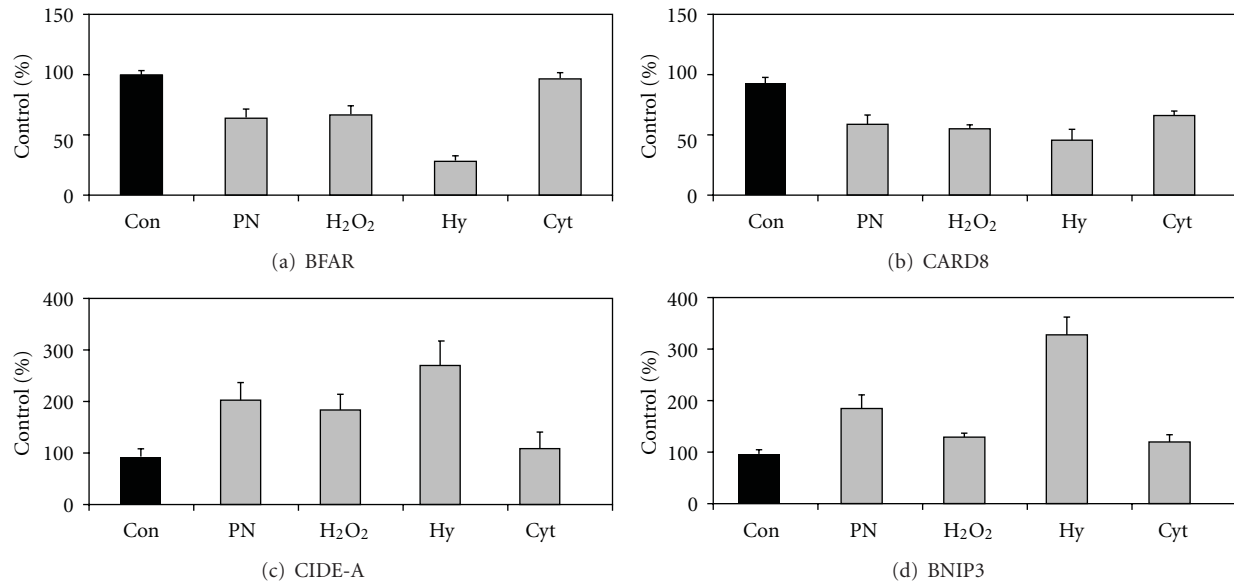 150
100
50
0
Control (%)
Con PN H₂O₂ Hy Cyt
(a) BFAR
150
100
50
0
Control (%)
Con PN H₂O₂ Hy Cyt
(b) CARD8
400
300
200
100
0
Control (%)
Con PN H₂O₂ Hy Cyt
(c) CIDE-A
400
300
200
100
0
Control (%)
Con PN H₂O₂ Hy Cyt
(d) BNIP3